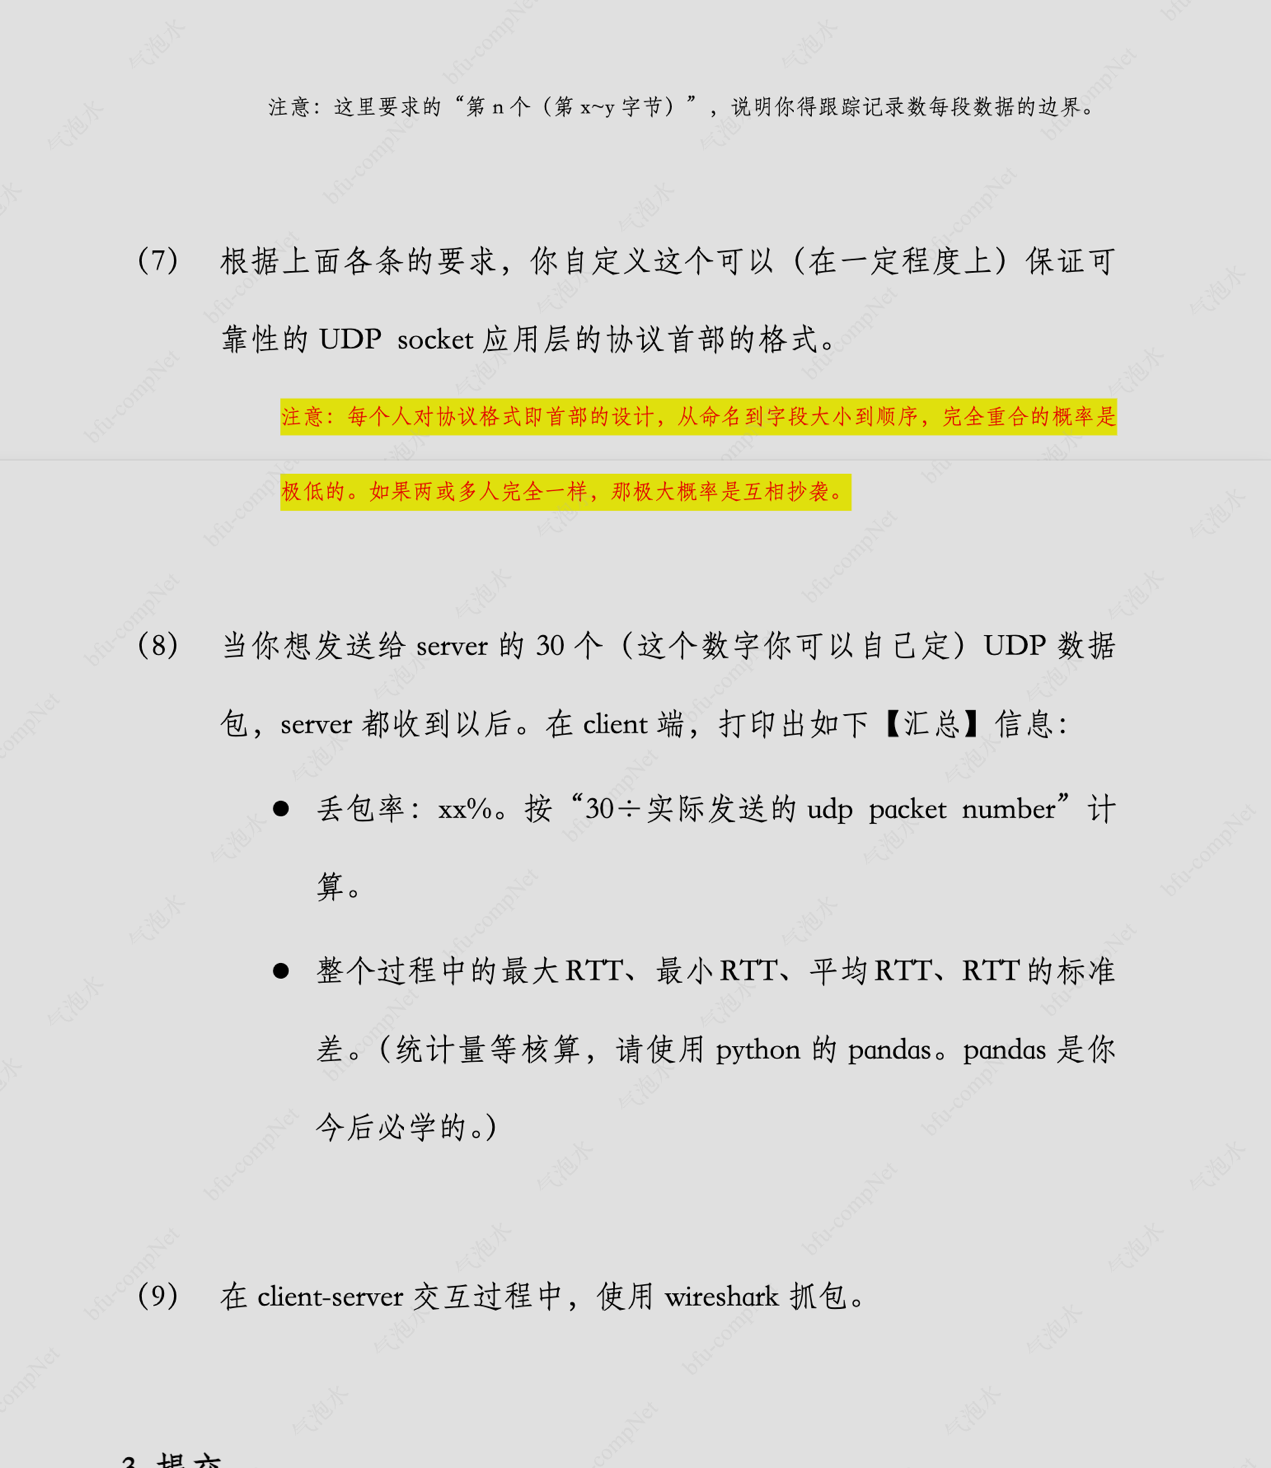 注意：这里要求的“第 n 个（第 x~y 字节）”，说明你得跟踪记录数每段数据的边界。
（7） 根据上面各条的要求，你自定义这个可以（在一定程度上）保证可
靠性的 UDP socket 应用层的协议首部的格式。
注意：每个人对协议格式即首部的设计，从命名到字段大小到顺序，完全重合的概率是
极低的。如果两或多人完全一样，那极大概率是互相抄袭。
（8） 当你想发送给 server 的 30 个（这个数字你可以自己定）UDP 数据
包，server 都收到以后。在 client 端，打印出如下【汇总】信息：
● 丢包率：xx%。按“30÷实际发送的 udp packet number”计
算。
● 整个过程中的最大 RTT、最小 RTT、平均 RTT、RTT 的标准
差。（统计量等核算，请使用 python 的 pandas。pandas 是你
今后必学的。）
（9） 在 client-server 交互过程中，使用 wireshark 抓包。
3 提交
气泡水
bfu-compNet